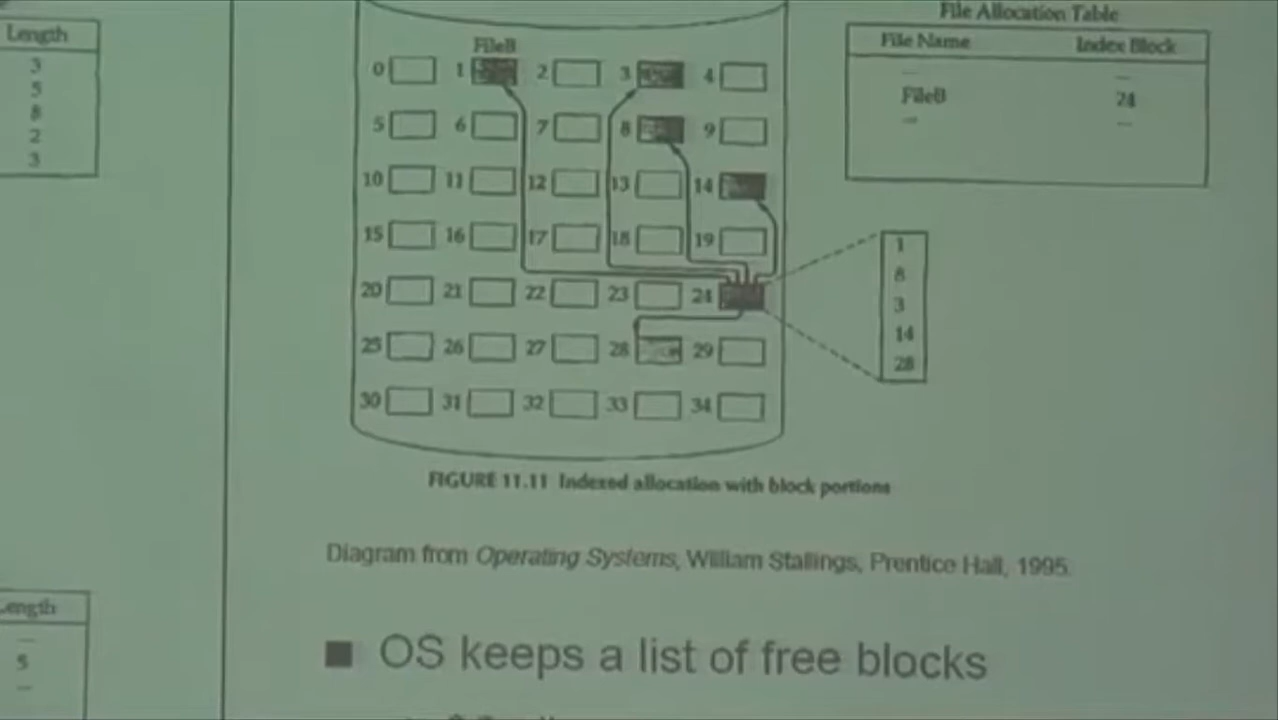 Length
3
5
8
2
3
FileB
0 1 2 3 4
5 6 7 8 9
10 11 12 13 14
15 16 17 18 19
20 21 22 23 24
25 26 27 28 29
30 31 32 33 34
File Allocation Table
File Name Index Block
FileB 24
1
8
3
14
28
FIGURE 11.11 Indexed allocation with block portions
Diagram from Operating Systems, William Stallings, Prentice Hall, 1995.
Length
5
■ OS keeps a list of free blocks